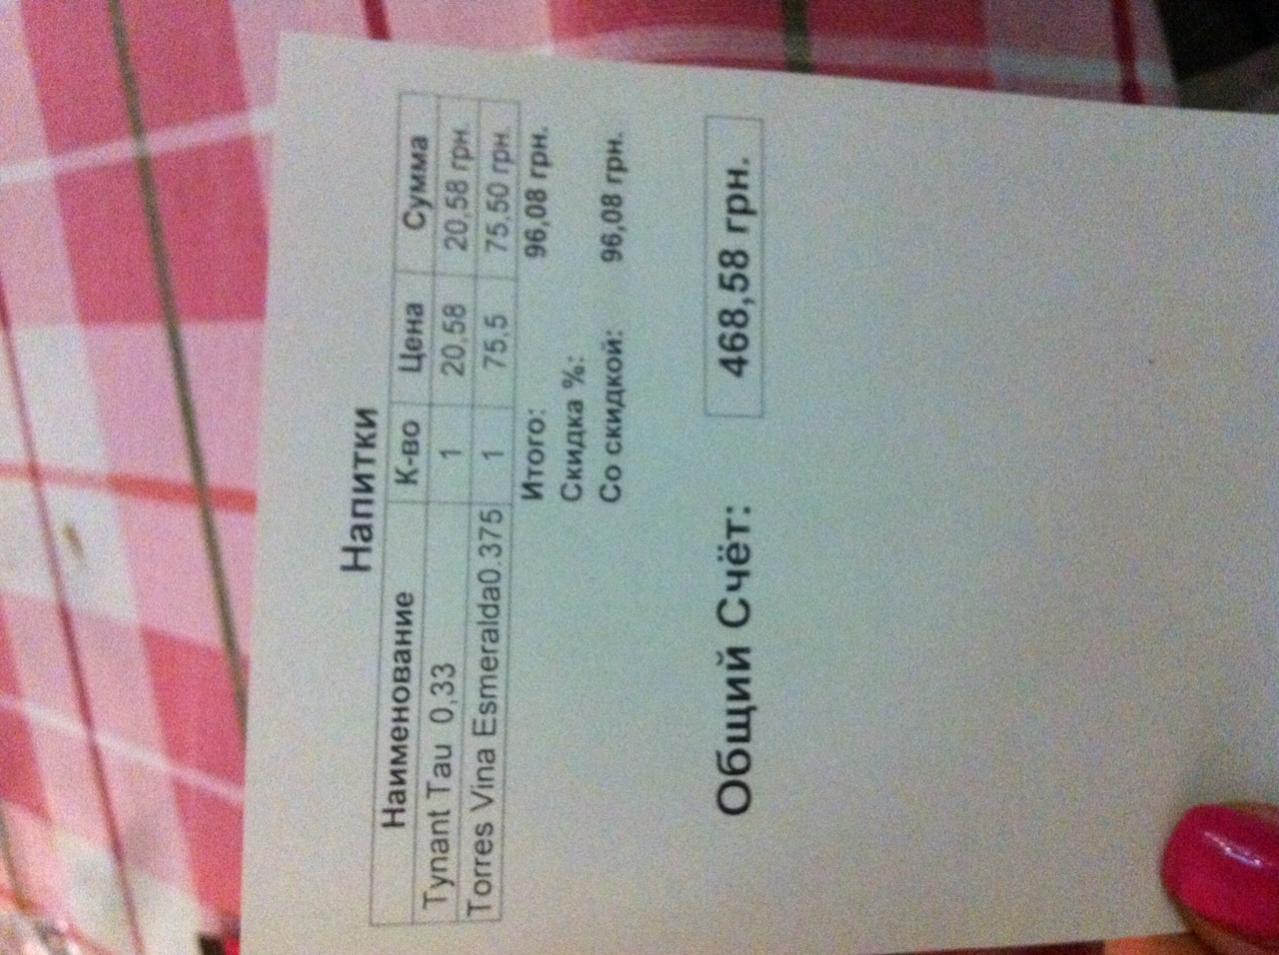 Напитки
Наименование К-во Цена Сумма
Tynant Tau 0,33 1 20,58 20,58 грн.
Torres Vina Esmeralda0.375 1 75,5 75,50 грн.
Итого: 96,08 грн.
Скидка %:
Со скидкой: 96,08 грн.
Общий Счёт: 468,58 грн.